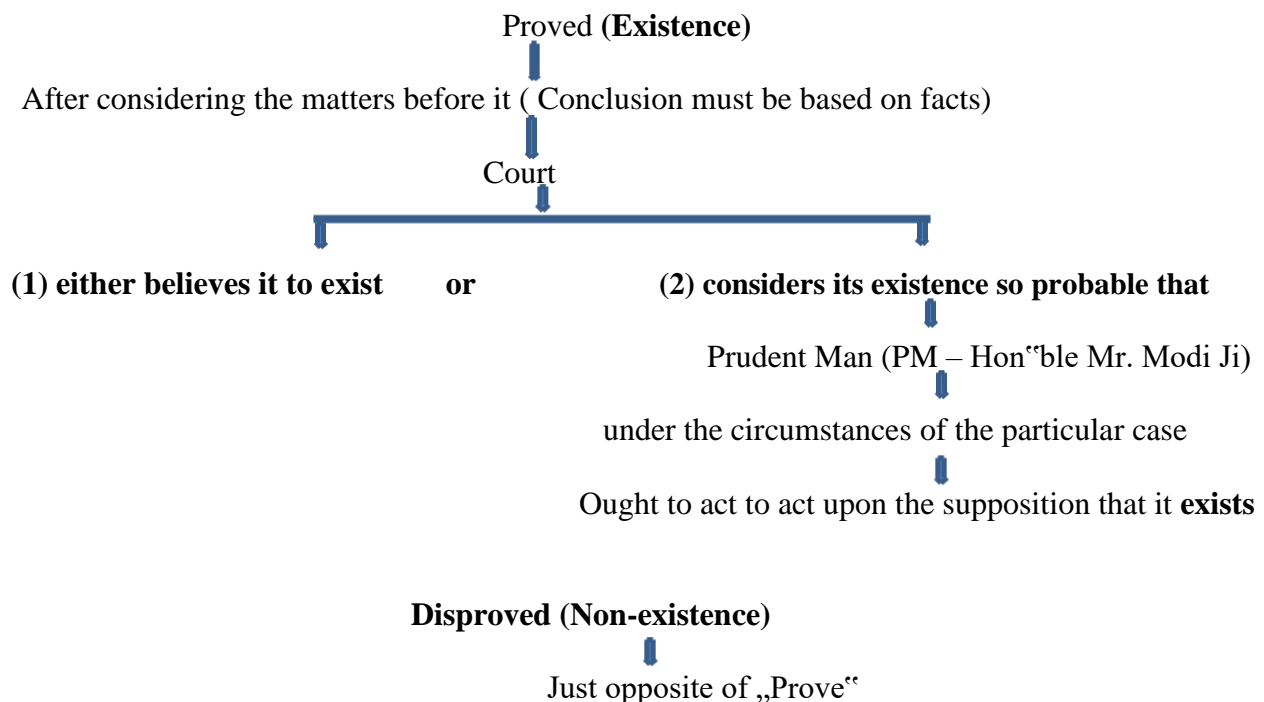 Proved (Existence)
After considering the matters before it ( Conclusion must be based on facts)
Court
(1) either believes it to exist or (2) considers its existence so probable that
Prudent Man (PM – Hon‟ble Mr. Modi Ji)
under the circumstances of the particular case
Ought to act to act upon the supposition that it exists
Disproved (Non-existence)
Just opposite of „Prove‟